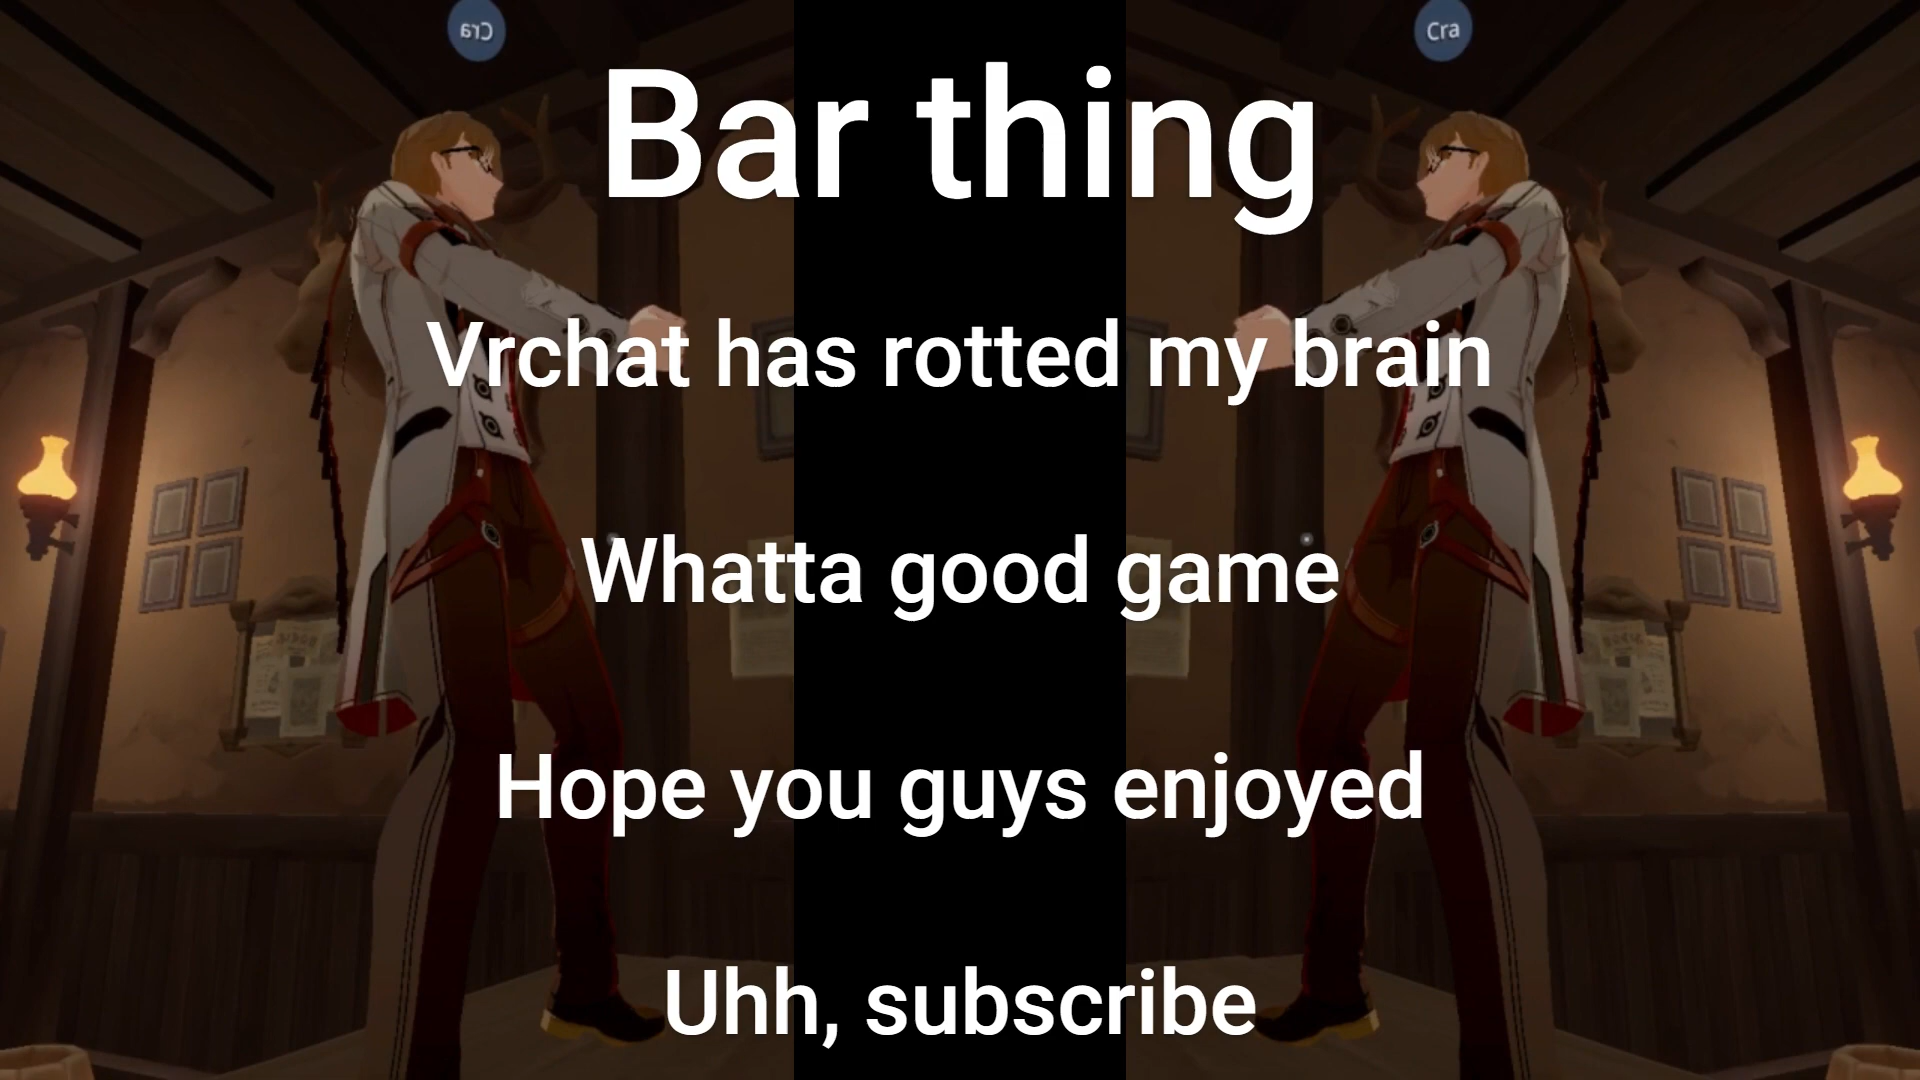 Cra
Cra
Bar thing
Vrchat has rotted my brain
Whatta good game
Hope you guys enjoyed
Uhh, subscribe